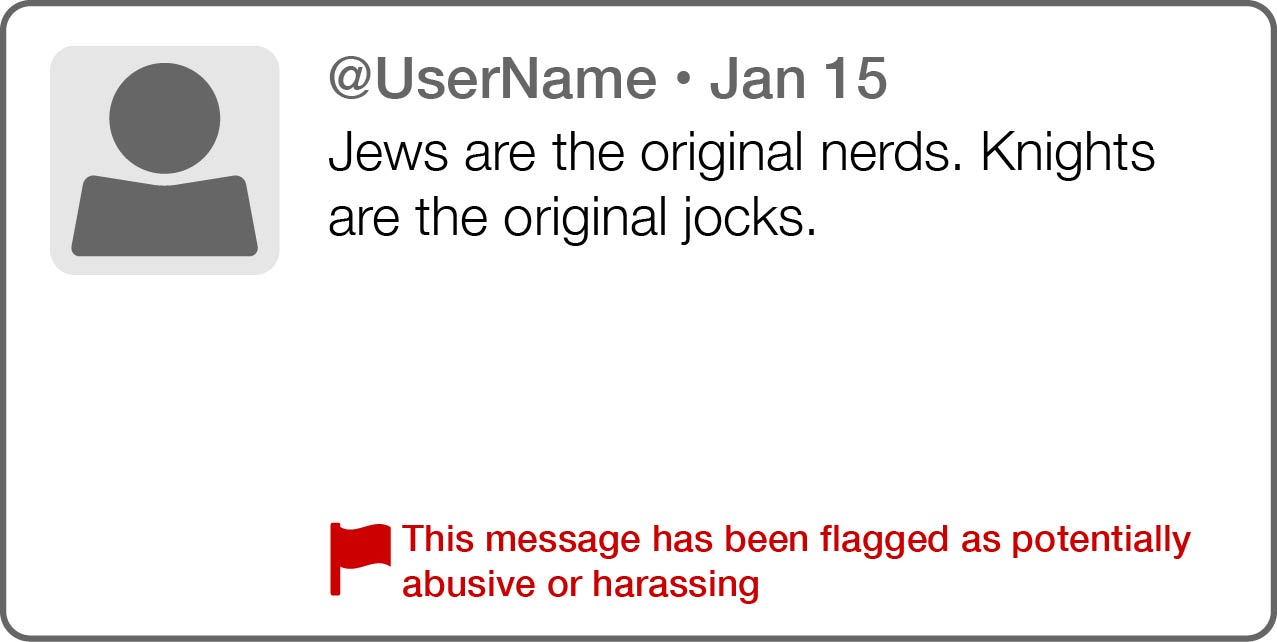 @UserName • Jan 15
Jews are the original nerds. Knights
are the original jocks.
This message has been flagged as potentially
abusive or harassing